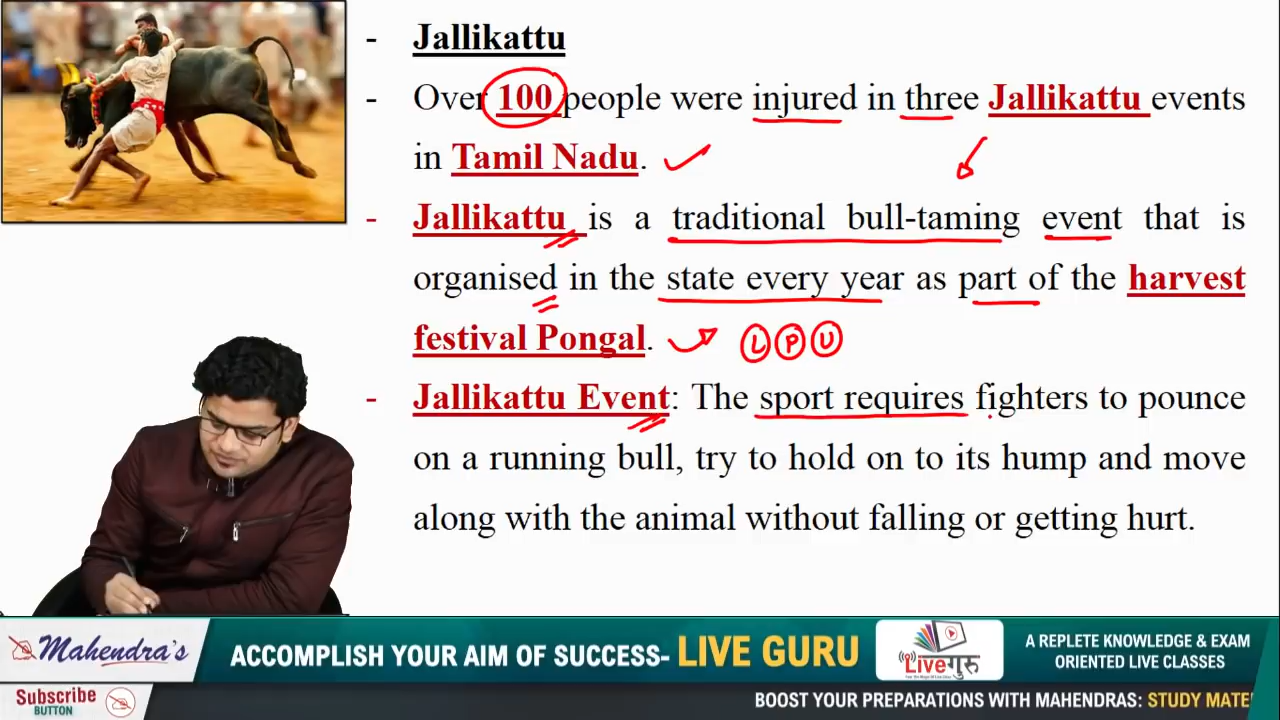 - Jallikattu
- Over 100 people were injured in three Jallikattu events
in Tamil Nadu.
- Jallikattu is a traditional bull-taming event that is
organised in the state every year as part of the harvest
festival Pongal.
L P U
- Jallikattu Event: The sport requires fighters to pounce
on a running bull, try to hold on to its hump and move
along with the animal without falling or getting hurt.
Mahendra's
ACCOMPLISH YOUR AIM OF SUCCESS- LIVE GURU
Liveगुरु
A REPLETE KNOWLEDGE & EXAM
ORIENTED LIVE CLASSES
Subscribe
BUTTON
BOOST YOUR PREPARATIONS WITH MAHENDRAS: STUDY MATE